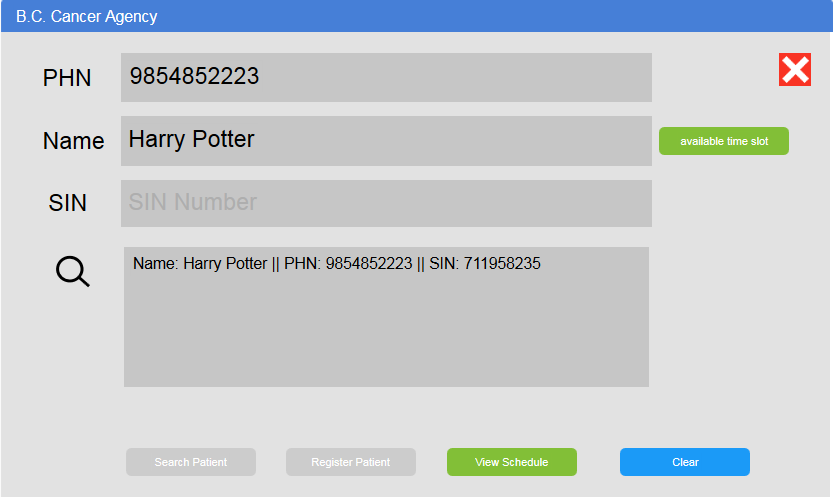 B.C. Cancer Agency
PHN 9854852223
Name Harry Potter available time slot
SIN SIN Number
Name: Harry Potter || PHN: 9854852223 || SIN: 711958235
Search Patient Register Patient View Schedule Clear